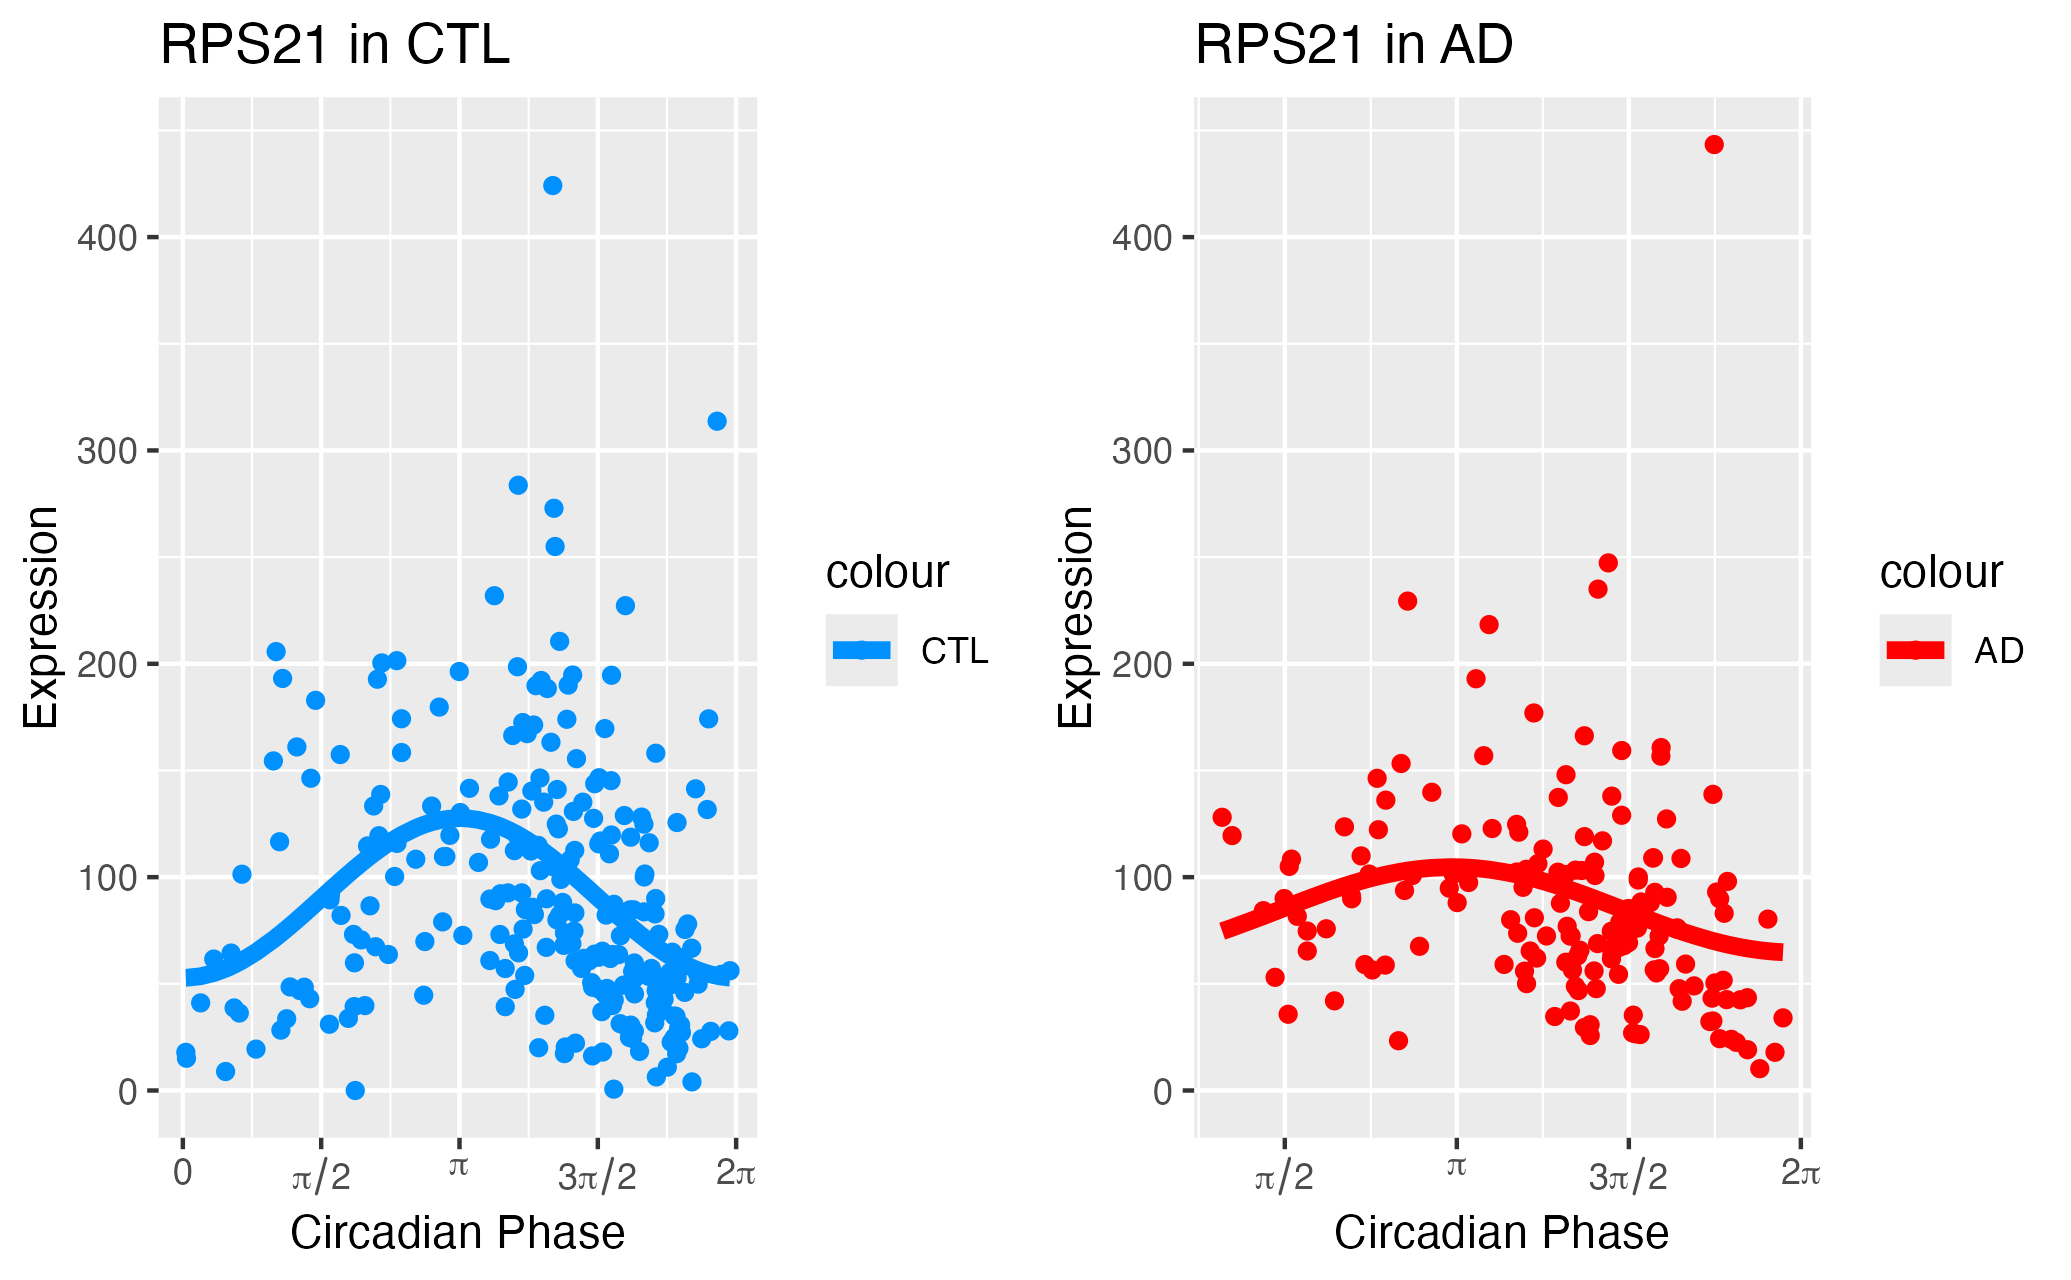 RPS21 in CTL
400
300
200
100
0
Expression
0 π/2 π 3π/2 2π
Circadian Phase
colour
CTL
RPS21 in AD
400
300
200
100
0
Expression
π/2 π 3π/2 2π
Circadian Phase
colour
AD